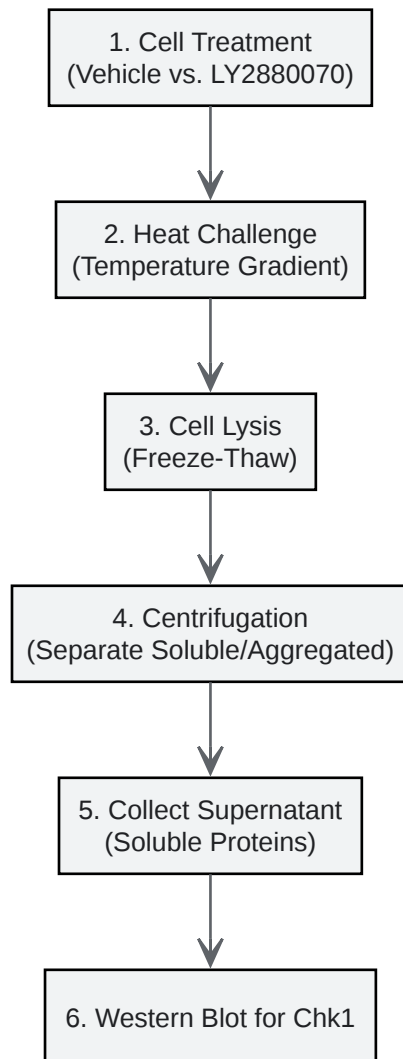 1. Cell Treatment
(Vehicle vs. LY2880070)
2. Heat Challenge
(Temperature Gradient)
3. Cell Lysis
(Freeze-Thaw)
4. Centrifugation
(Separate Soluble/Aggregated)
5. Collect Supernatant
(Soluble Proteins)
6. Western Blot for Chk1